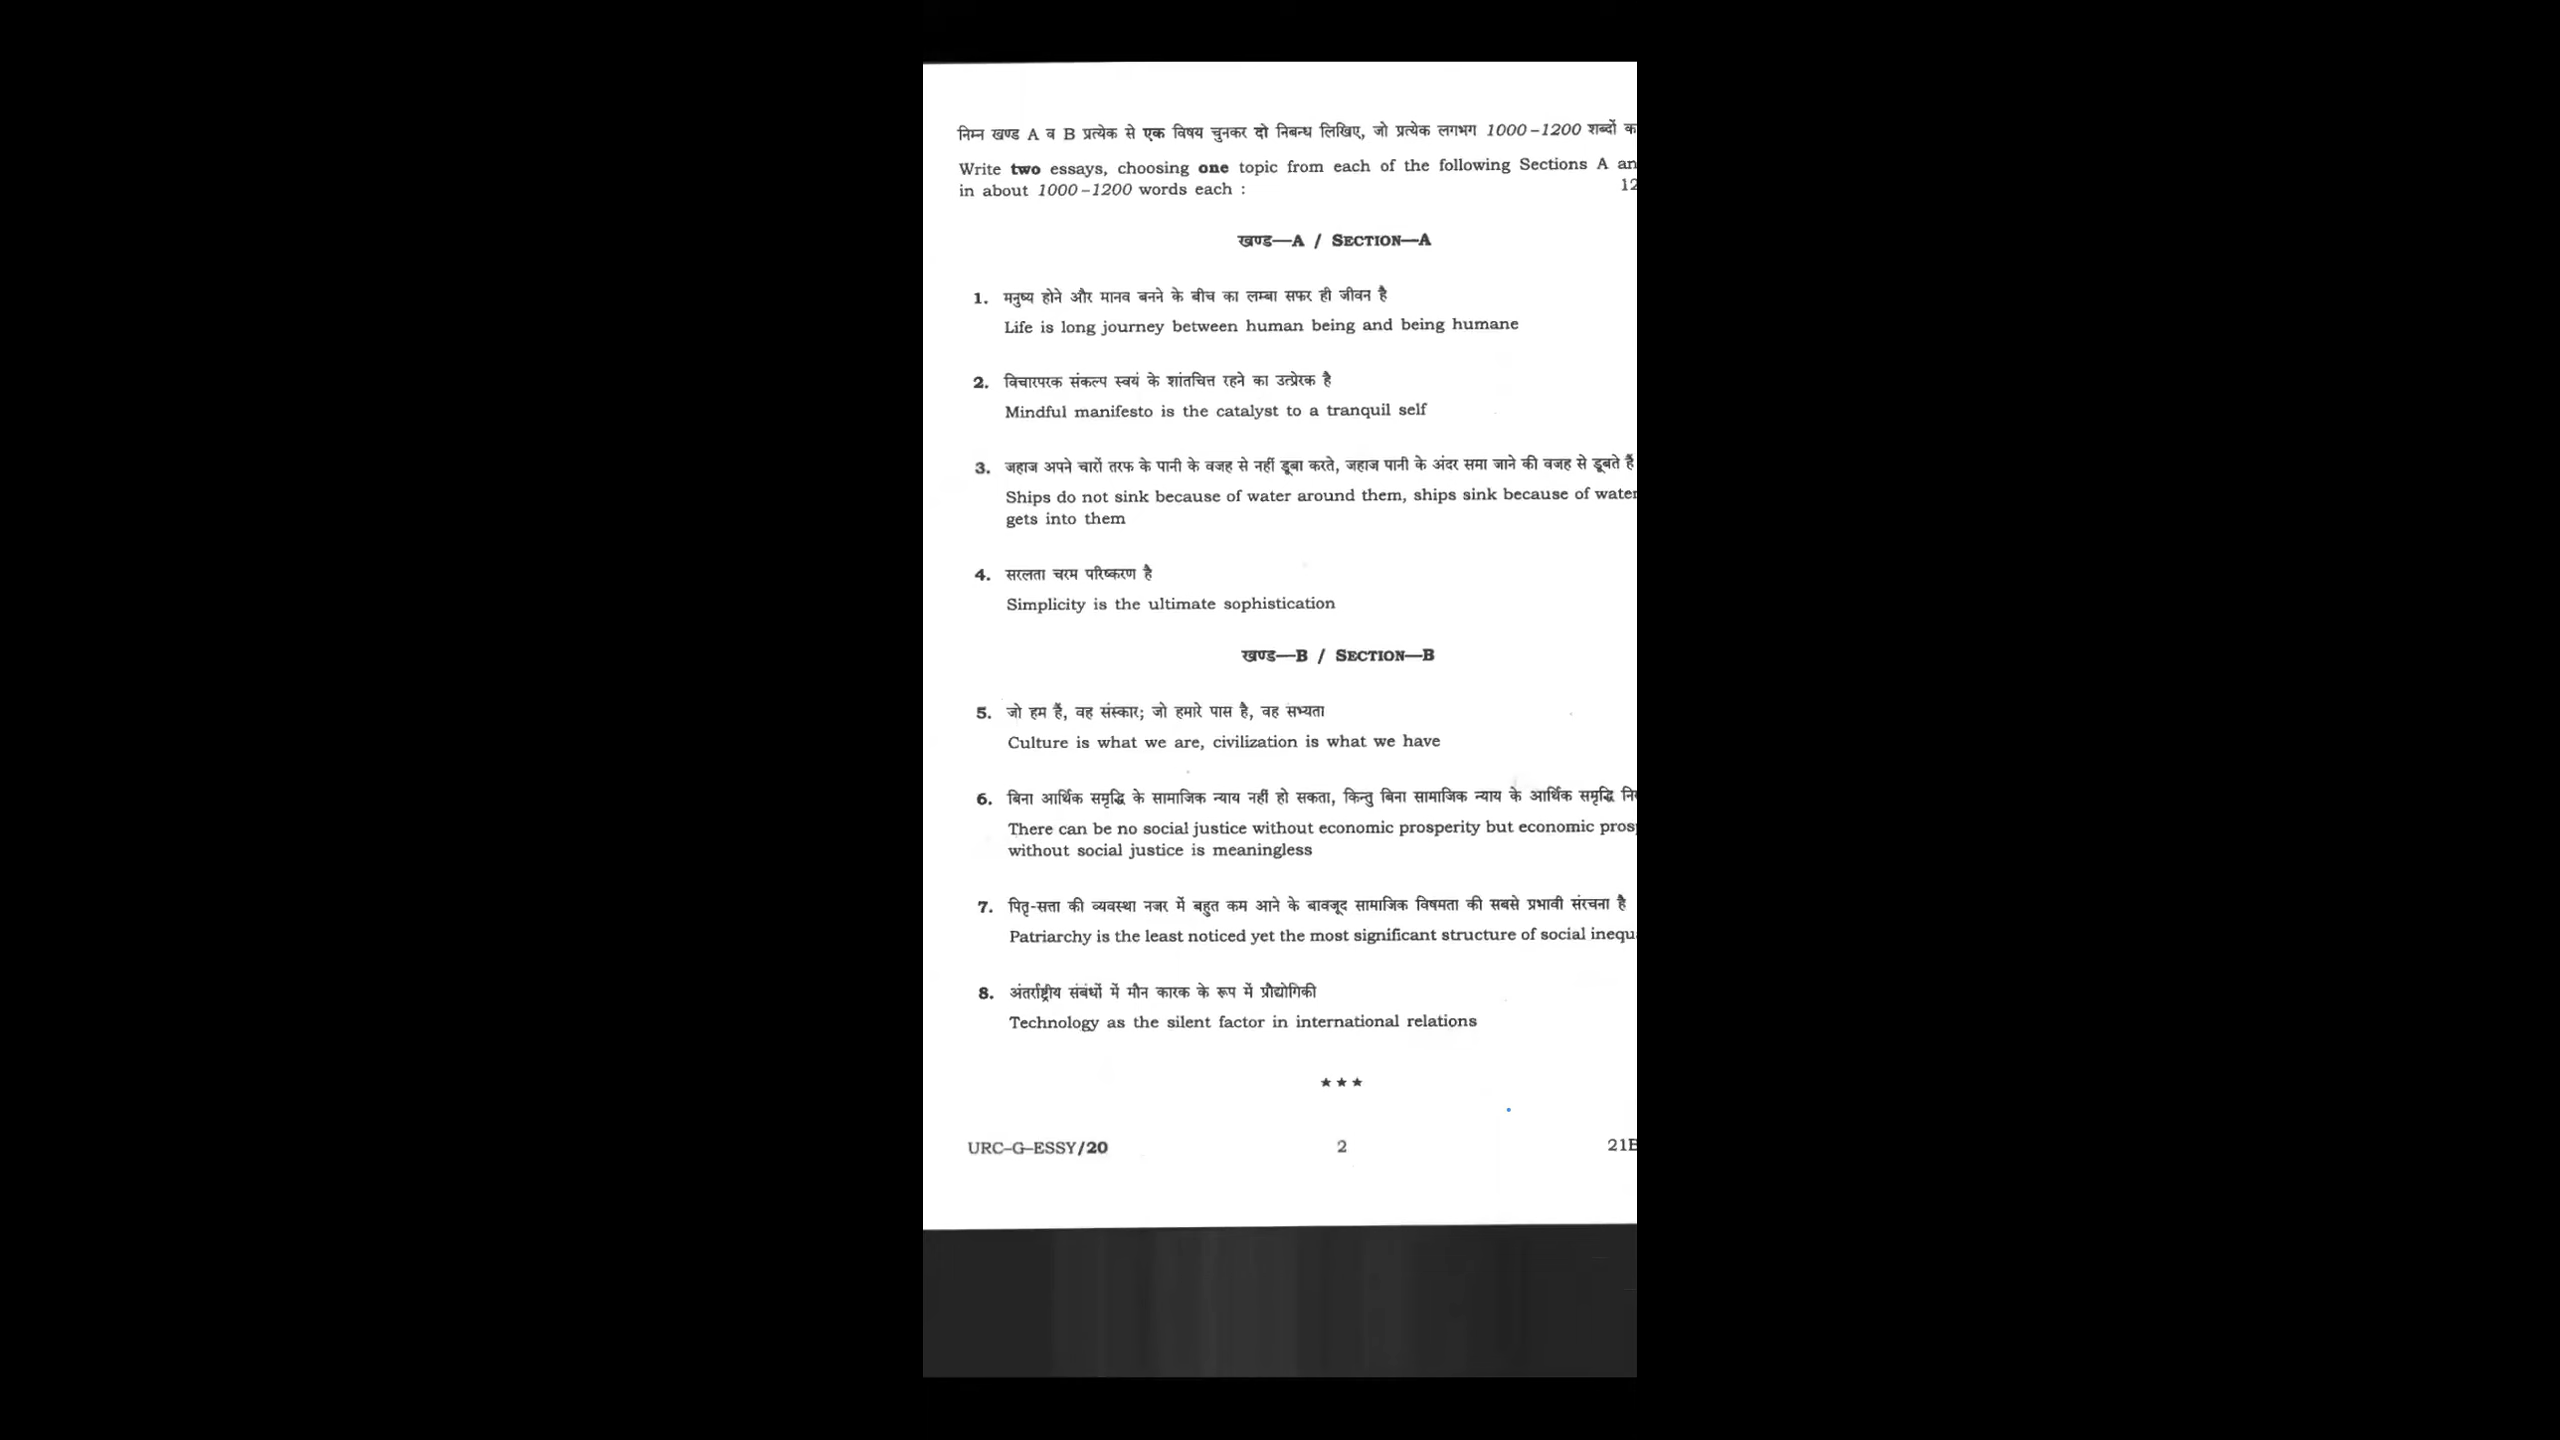 निम्न खण्ड A व B प्रत्येक से एक विषय चुनकर दो निबन्ध लिखिए, जो प्रत्येक लगभग 1000–1200 शब्दों
Write two essays, choosing one topic from each of the following Sections A
in about 1000–1200 words each :
खण्ड—A / SECTION—A
1. मनुष्य होने और मानव बनने के बीच का लम्बा सफर ही जीवन है
Life is long journey between human being and being humane
2. विचारपरक संकल्प स्वयं के शांतचित्त रहने का उत्प्रेरक है
Mindful manifesto is the catalyst to a tranquil self
3. जहाज अपने चारों तरफ के पानी के वजह से नहीं डूबा करते, जहाज पानी के अंदर समा जाने की वजह से डूबते हैं
Ships do not sink because of water around them, ships sink because of water
gets into them
4. सरलता चरम परिष्करण है
Simplicity is the ultimate sophistication
खण्ड—B / SECTION—B
5. जो हम हैं, वह संस्कार; जो हमारे पास है, वह सभ्यता
Culture is what we are, civilization is what we have
6. बिना आर्थिक समृद्धि के सामाजिक न्याय नहीं हो सकता, किन्तु बिना सामाजिक न्याय के आर्थिक समृद्धि
There can be no social justice without economic prosperity but economic
without social justice is meaningless
7. पितृ-सत्ता की व्यवस्था नजर में बहुत कम आने के बावजूद सामाजिक विषमता की सबसे प्रभावी संरचना है
Patriarchy is the least noticed yet the most significant structure of social
8. अंतर्राष्ट्रीय संबंधों में मौन कारक के रूप में प्रौद्योगिकी
Technology as the silent factor in international relations
★ ★ ★
URC–G–ESSY/20 2